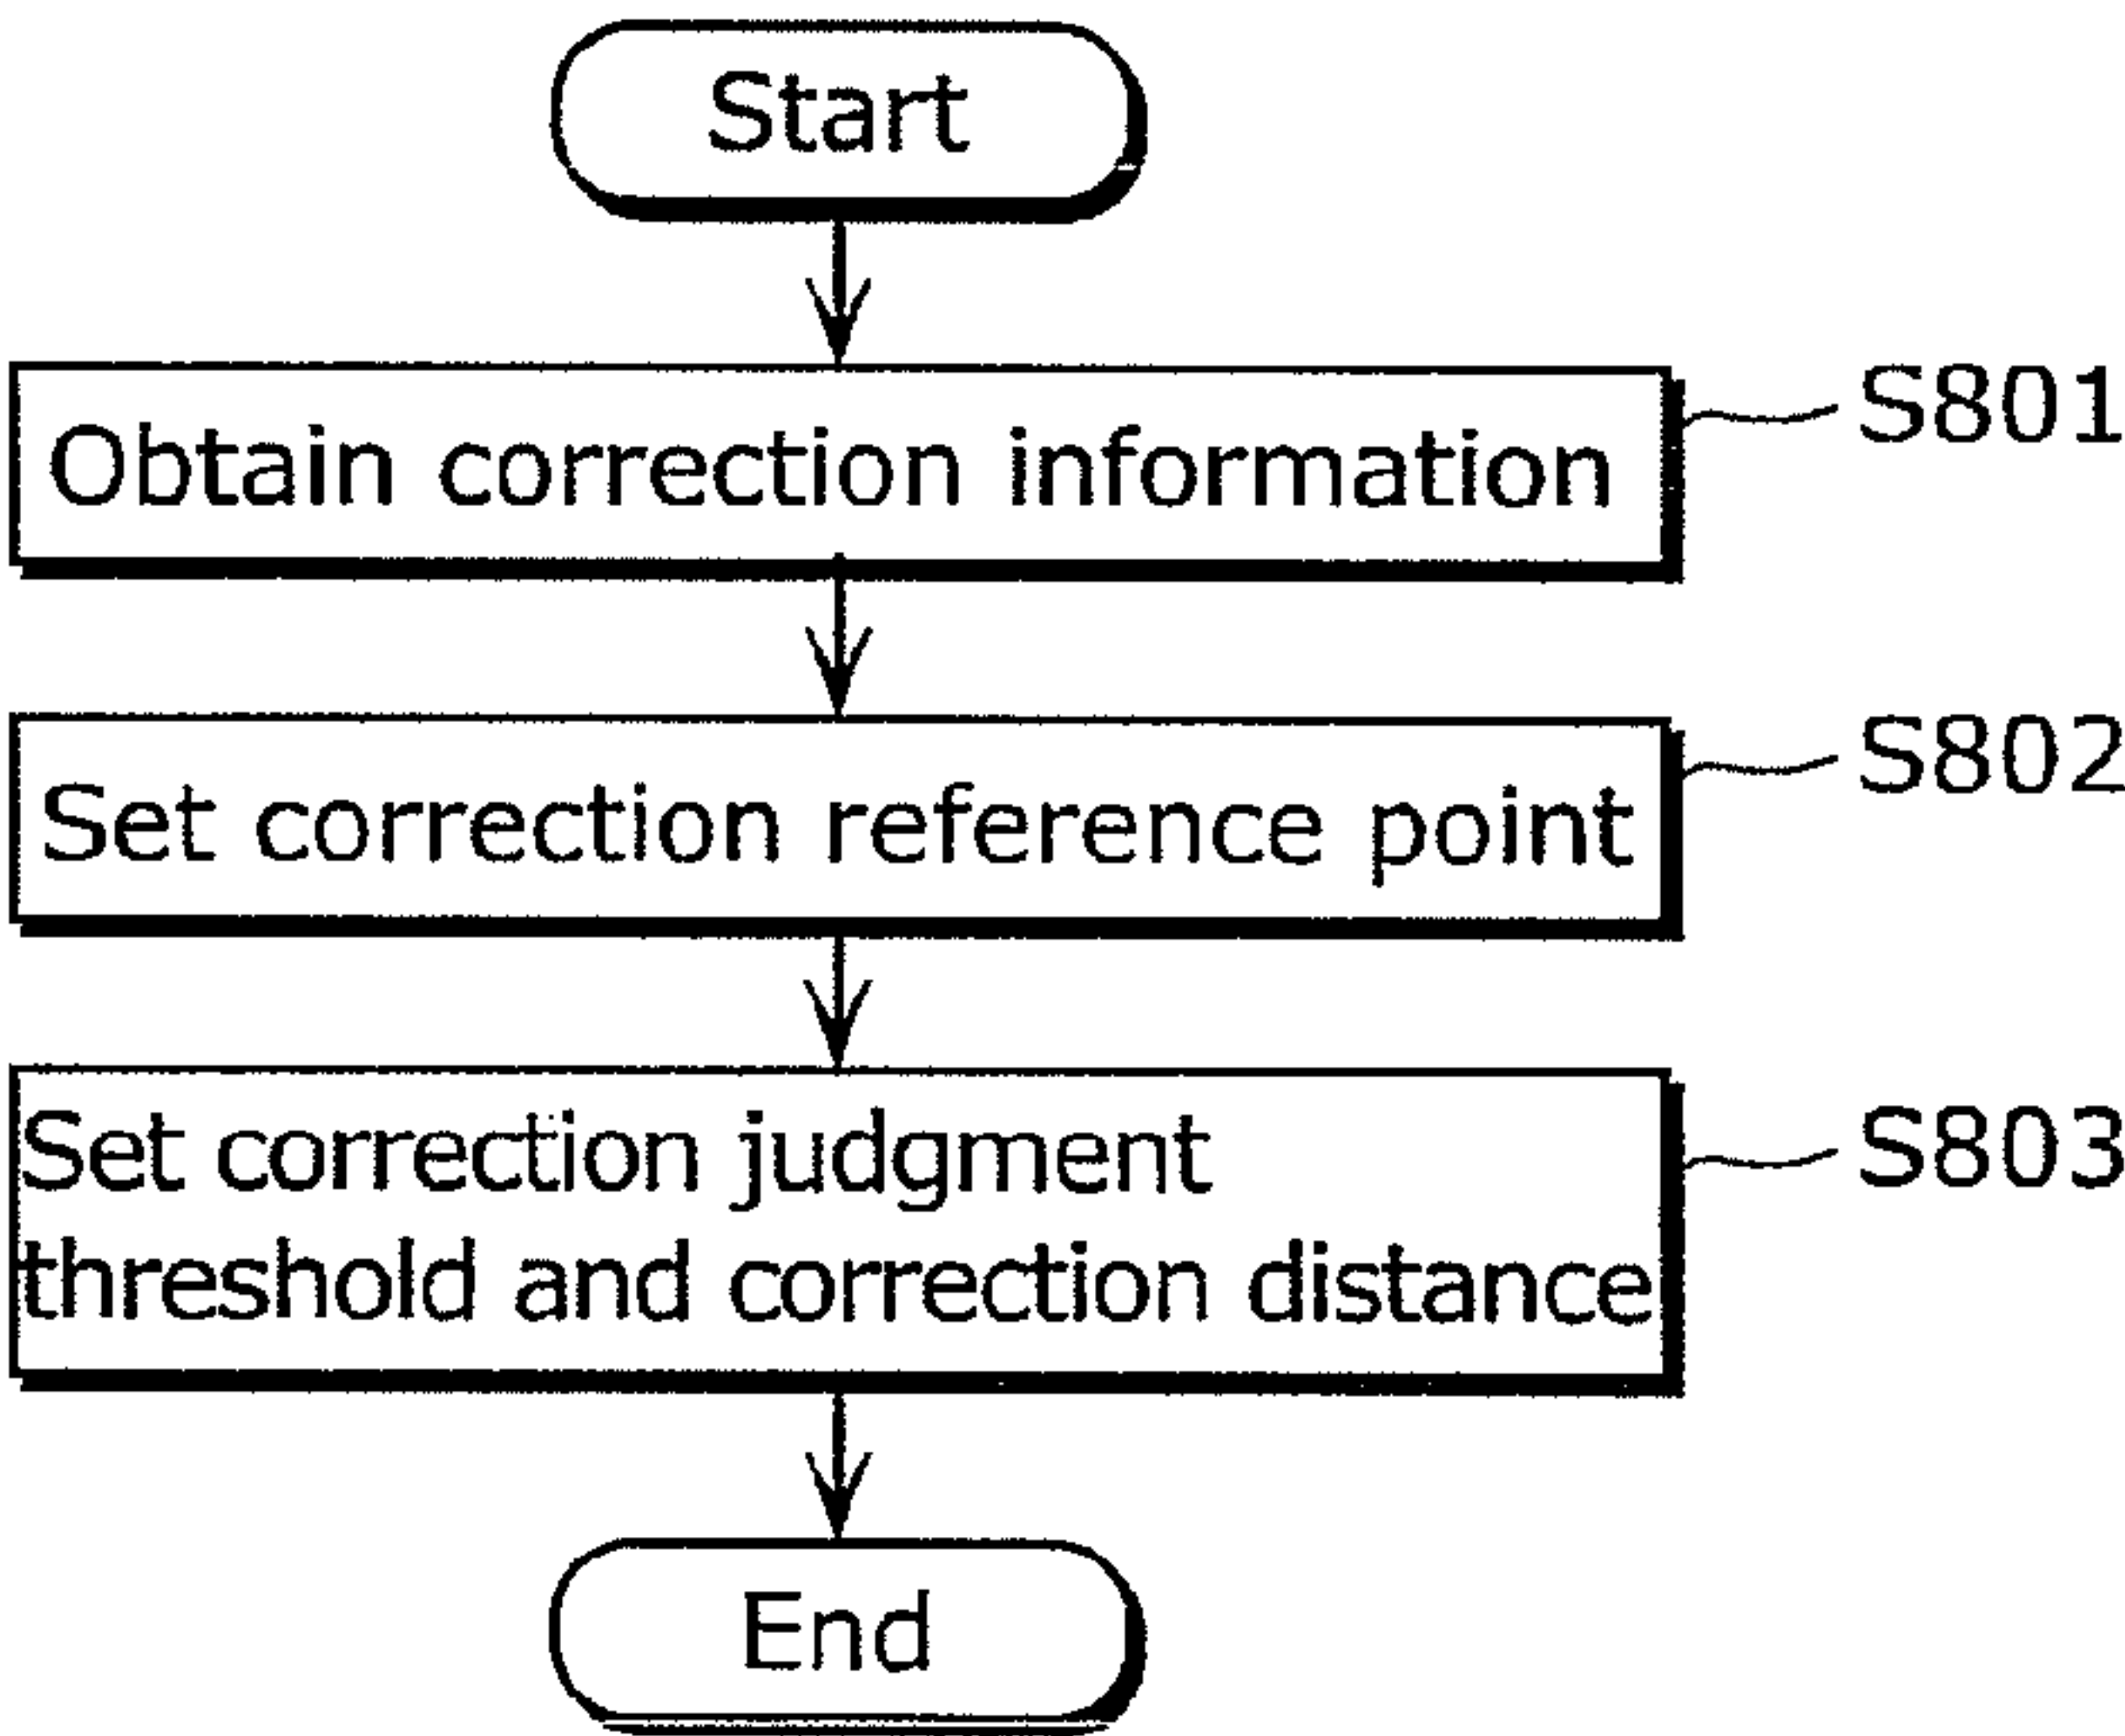 Start
Obtain correction information
S801
Set correction reference point
S802
Set correction judgment
threshold and correction distance
S803
End